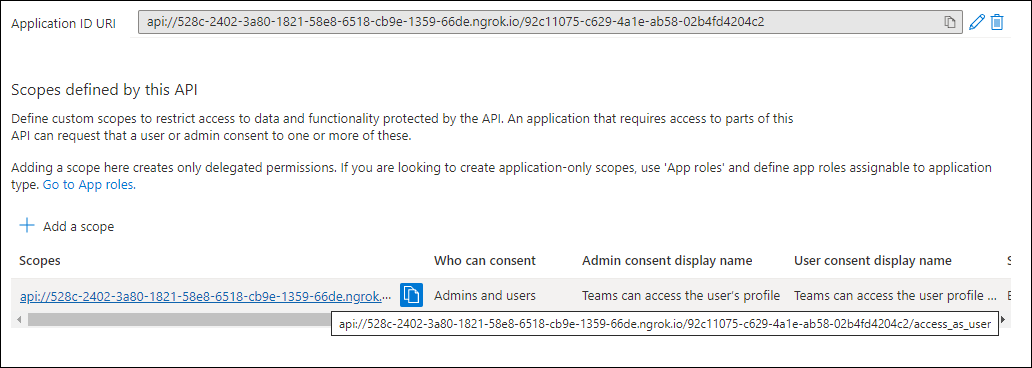 Application ID URI api://528c-2402-3a80-1821-58e8-6518-cb9e-1359-66de.ngrok.io/92c11075-c629-4a1e-ab58-02b4fd4204c2
Scopes defined by this API
Define custom scopes to restrict access to data and functionality protected by the API. An application that requires access to parts of this
API can request that a user or admin consent to one or more of these.
Adding a scope here creates only delegated permissions. If you are looking to create application-only scopes, use 'App roles' and define app roles assignable to application
type. Go to App roles.
Add a scope
Scopes Who can consent Admin consent display name User consent display name S
api://528c-2402-3a80-1821-58e8-6518-cb9e-1359-66de.ngrok.... Admins and users Teams can access the user's profile Teams can access the user profile ... E
api://528c-2402-3a80-1821-58e8-6518-cb9e-1359-66de.ngrok.io/92c11075-c629-4a1e-ab58-02b4fd4204c2/access_as_user